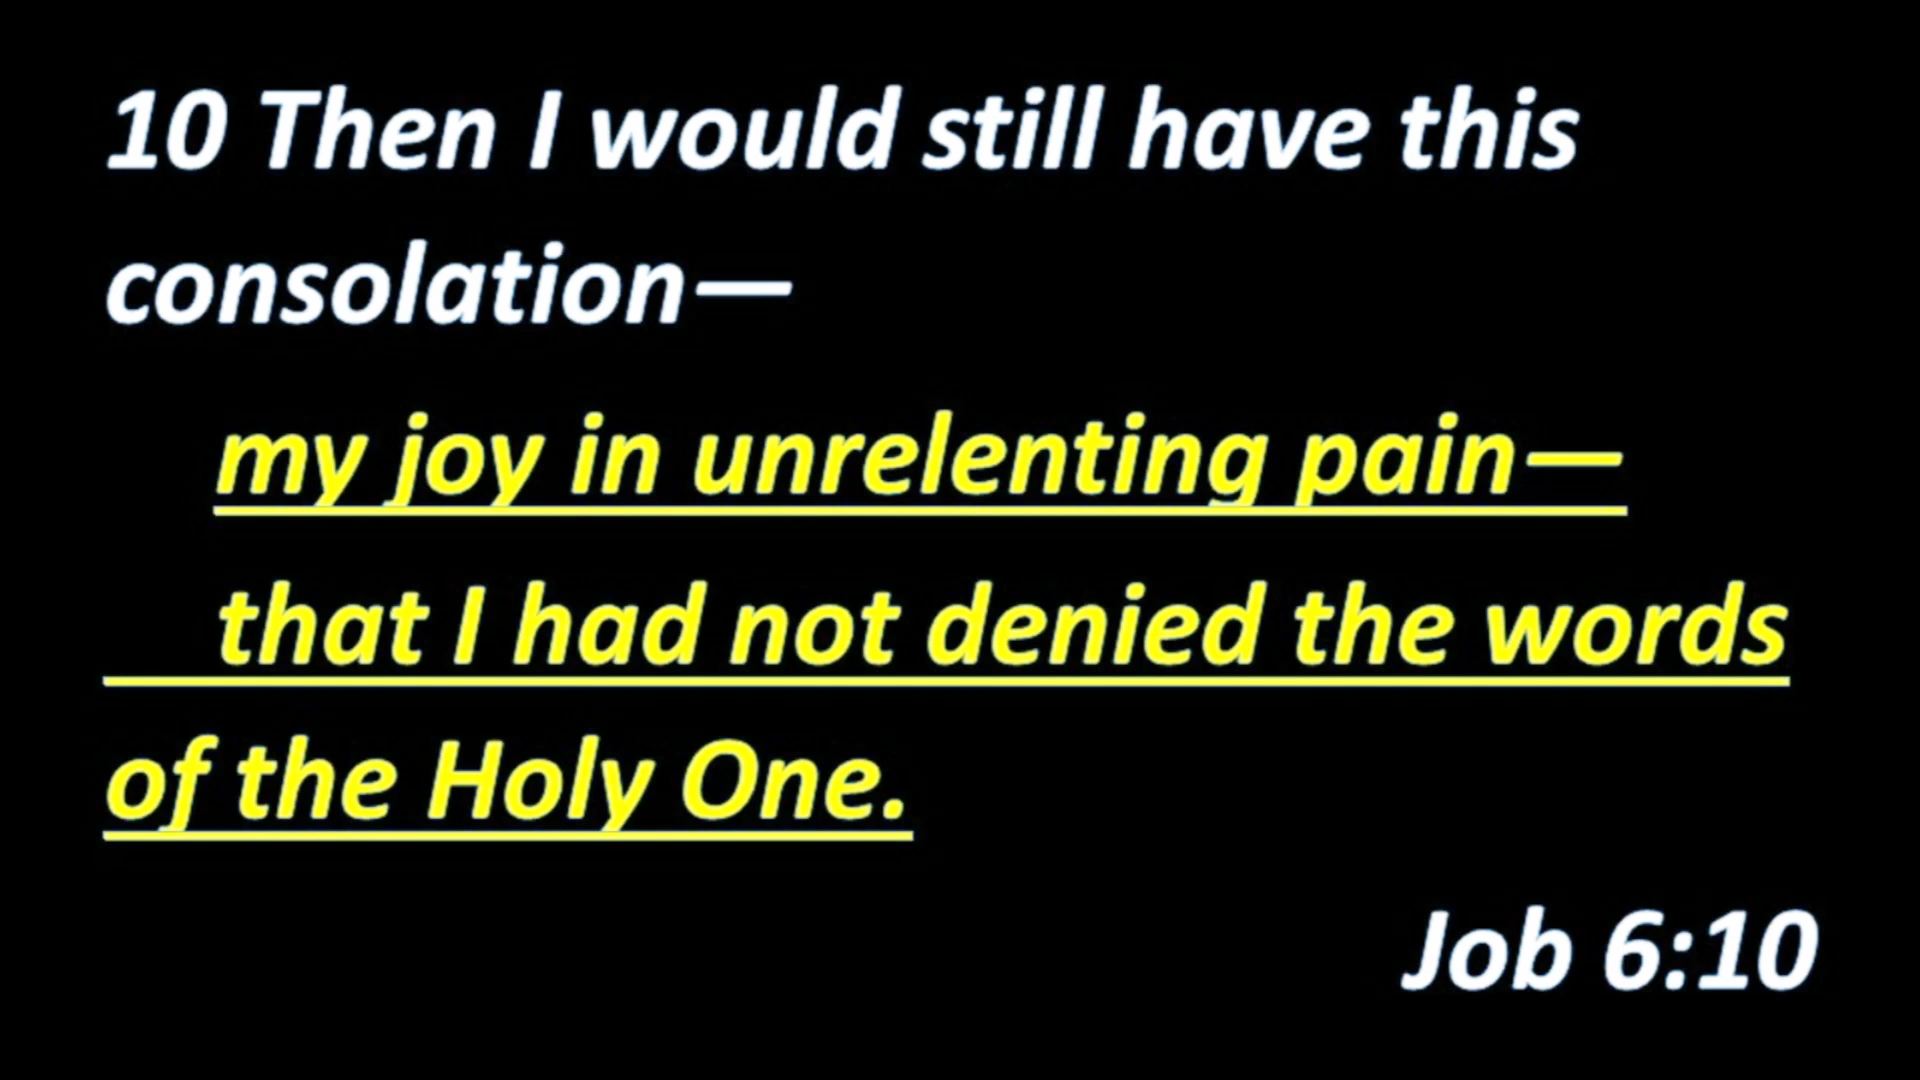 10 Then I would still have this
consolation—
my joy in unrelenting pain—
that I had not denied the words
of the Holy One.
Job 6:10